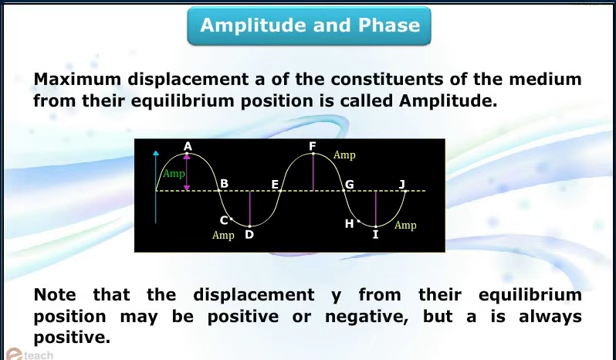 Amplitude and Phase
Maximum displacement a of the constituents of the medium
from their equilibrium position is called Amplitude.
A
F
Amp
Amp
B
E
G
J
C
H
Amp
D
I
Amp
Note that the displacement y from their equilibrium
position may be positive or negative, but a is always
positive.
e teach